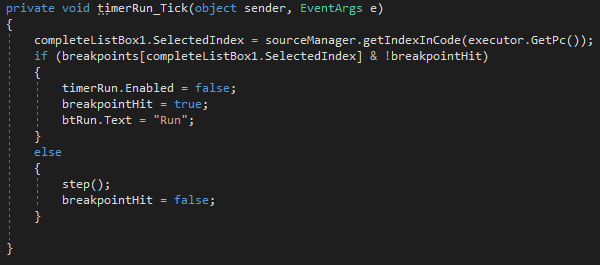 private void timerRun_Tick(object sender, EventArgs e)
{
    completeListBox1.SelectedIndex = sourceManager.getIndexInCode(executor.GetPc());
    if (breakpoints[completeListBox1.SelectedIndex] & !breakpointHit)
    {
        timerRun.Enabled = false;
        breakpointHit = true;
        btRun.Text = "Run";
    }
    else
    {
        step();
        breakpointHit = false;
    }
}